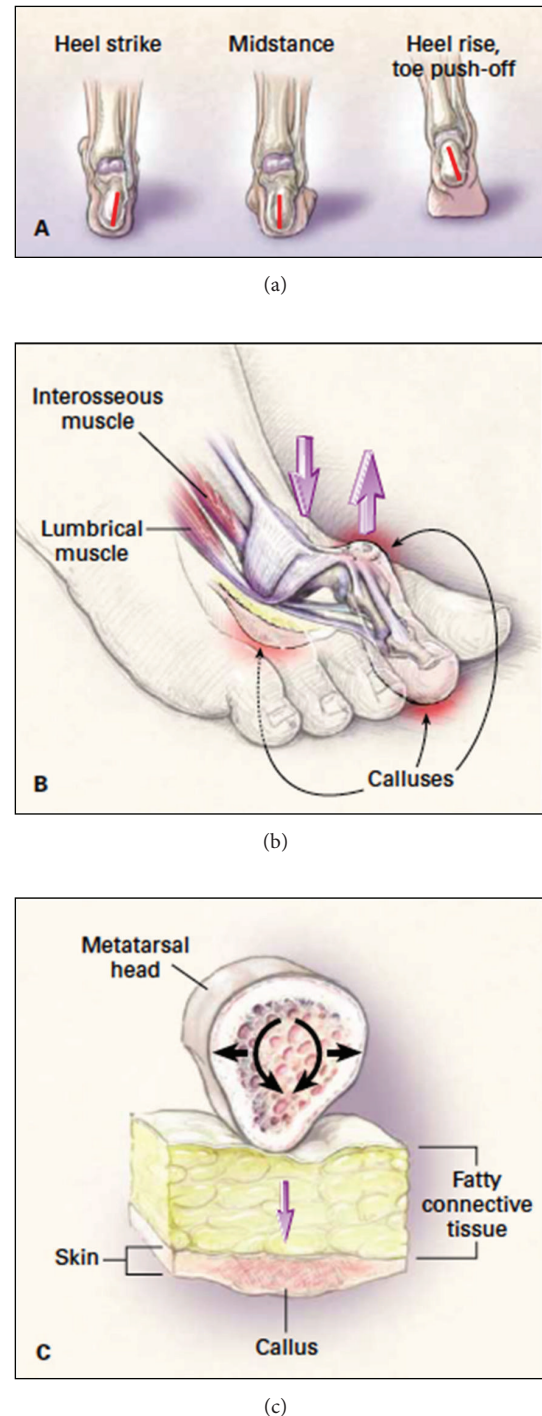 Heel strike
Midstance
Heel rise,
toe push-off
A
(a)
Interosseous
muscle
Lumbrical
muscle
Calluses
B
(b)
Metatarsal
head
Fatty
connective
tissue
Skin
Callus
C
(c)